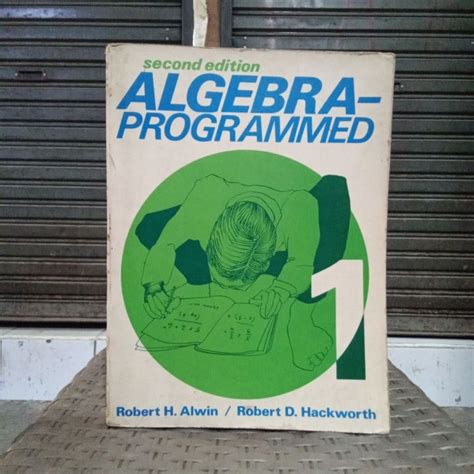 second edition
ALGEBRA-
PROGRAMMED
1
Robert H. Alwin / Robert D. Hackworth